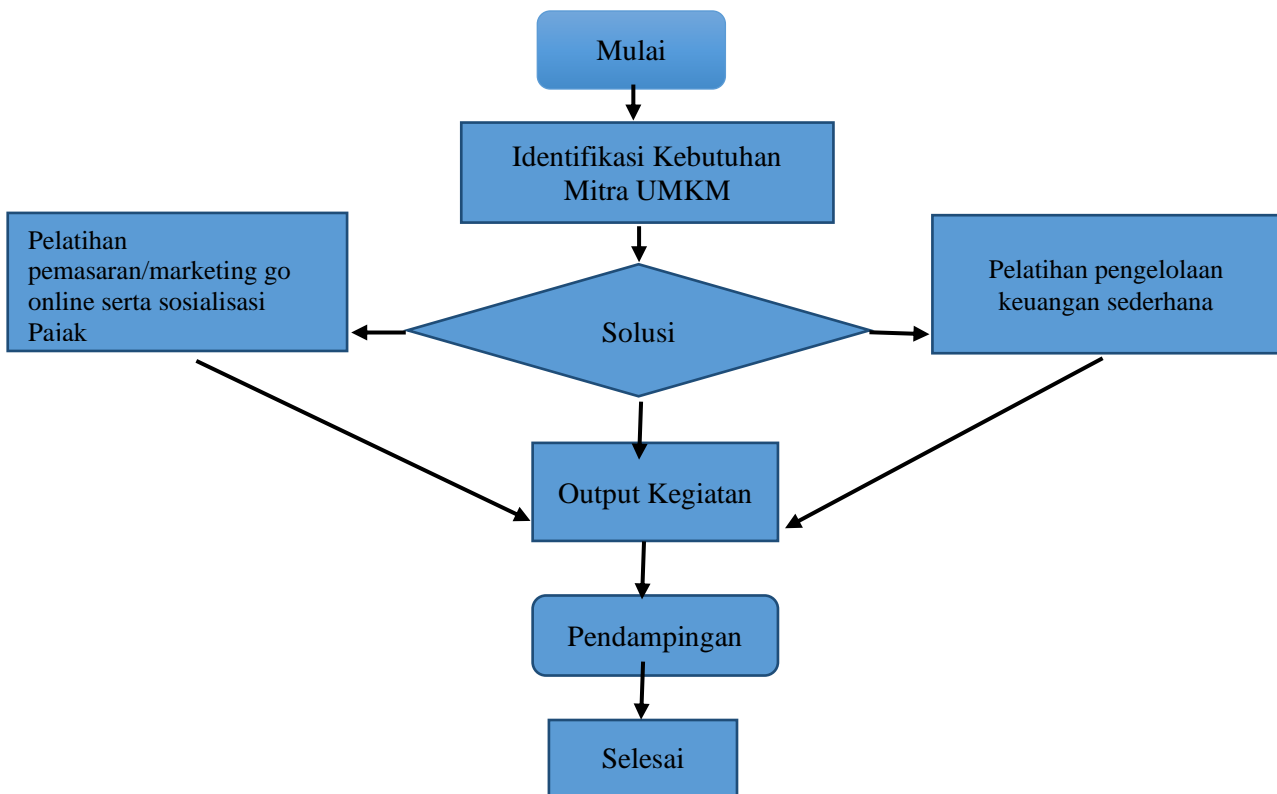 Mulai
Identifikasi Kebutuhan
Mitra UMKM
Pelatihan
pemasaran/marketing go
online serta sosialisasi
Pajak
Solusi
Pelatihan pengelolaan
keuangan sederhana
Output Kegiatan
Pendampingan
Selesai